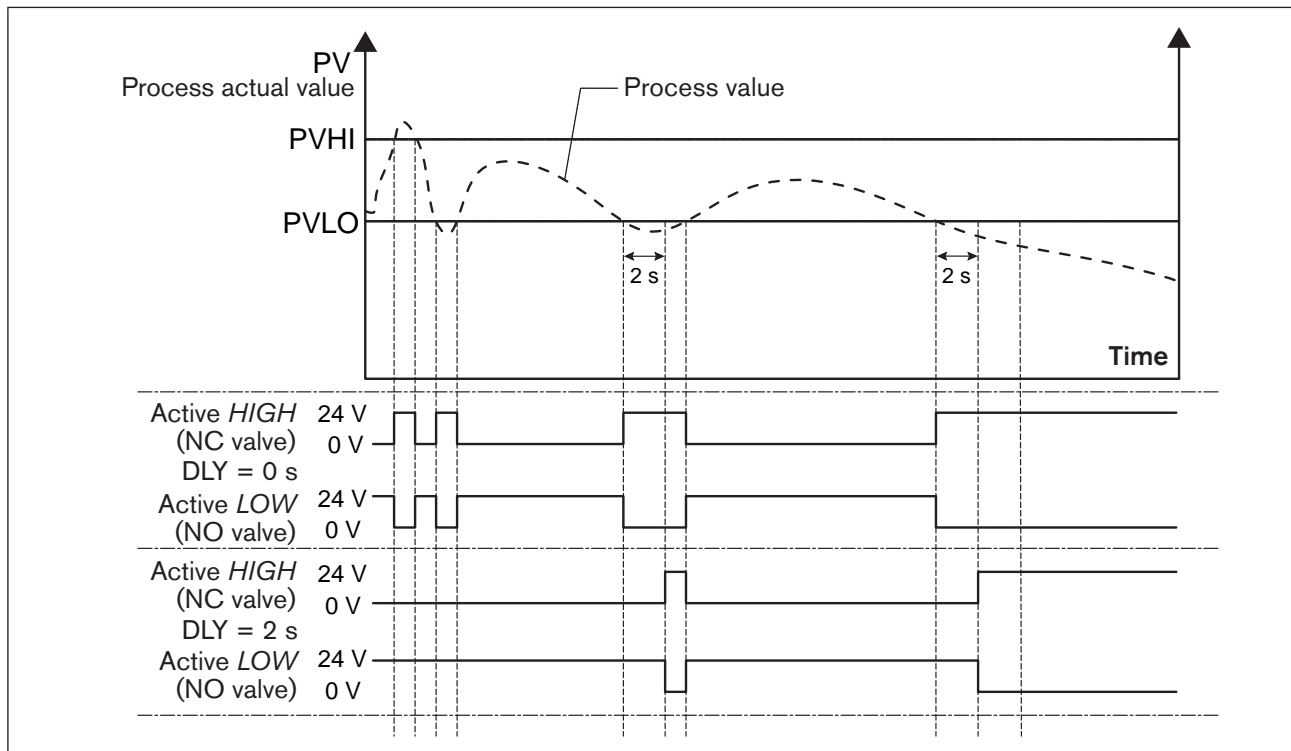 PV
Process actual value
Process value
PVHI
PVLO
2 s
2 s
Time
Active HIGH
24 V
(NC valve)
0 V
DLY = 0 s
Active LOW
24 V
(NO valve)
0 V
Active HIGH
24 V
(NC valve)
0 V
DLY = 2 s
Active LOW
24 V
(NO valve)
0 V